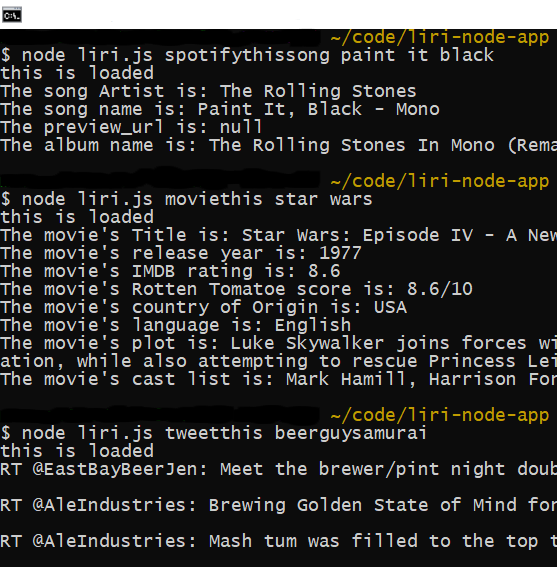 C:\.
~/code/liri-node-app
$ node liri.js spotifythissong paint it black
this is loaded
The song Artist is: The Rolling Stones
The song name is: Paint It, Black - Mono
The preview_url is: null
The album name is: The Rolling Stones In Mono (Rema
~/code/liri-node-app
$ node liri.js moviethis star wars
this is loaded
The movie's Title is: Star Wars: Episode IV - A New
The movie's release year is: 1977
The movie's IMDB rating is: 8.6
The movie's Rotten Tomatoe score is: 8.6/10
The movie's country of Origin is: USA
The movie's language is: English
The movie's plot is: Luke Skywalker joins forces wi
ation, while also attempting to rescue Princess Lei
The movie's cast list is: Mark Hamill, Harrison For
~/code/liri-node-app
$ node liri.js tweetthis beerguysamurai
this is loaded
RT @EastBayBeerJen: Meet the brewer/pint night doub
RT @AleIndustries: Brewing Golden State of Mind for
RT @AleIndustries: Mash tum was filled to the top t